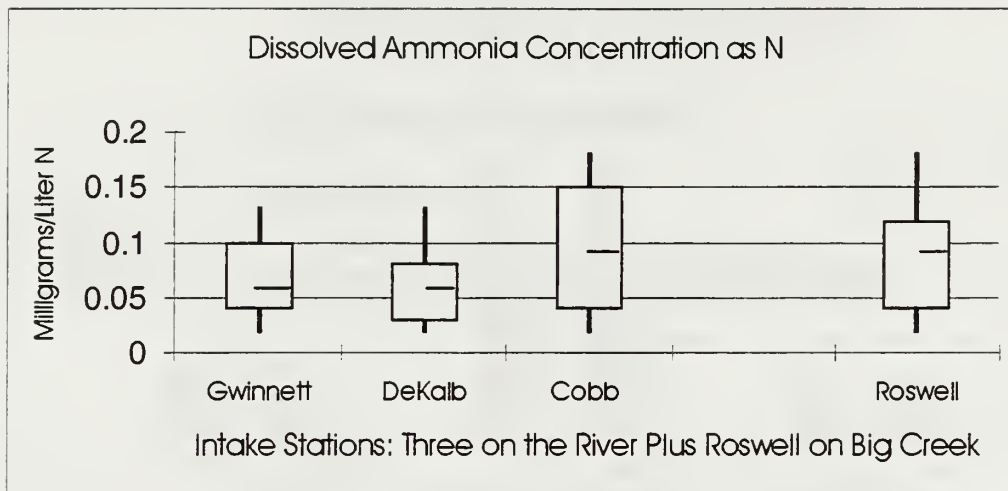 Dissolved Ammonia Concentration as N
Milligrams/Liter N
0.2
0.15
0.1
0.05
0
Gwinnett DeKalb Cobb Roswell
Intake Stations: Three on the River Plus Roswell on Big Creek